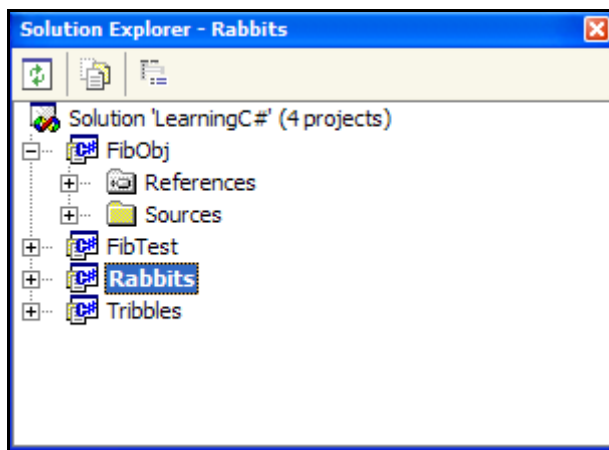 Solution Explorer - Rabbits
Solution 'LearningC#' (4 projects)
C# FibObj
References
Sources
C# FibTest
C# Rabbits
C# Tribbles